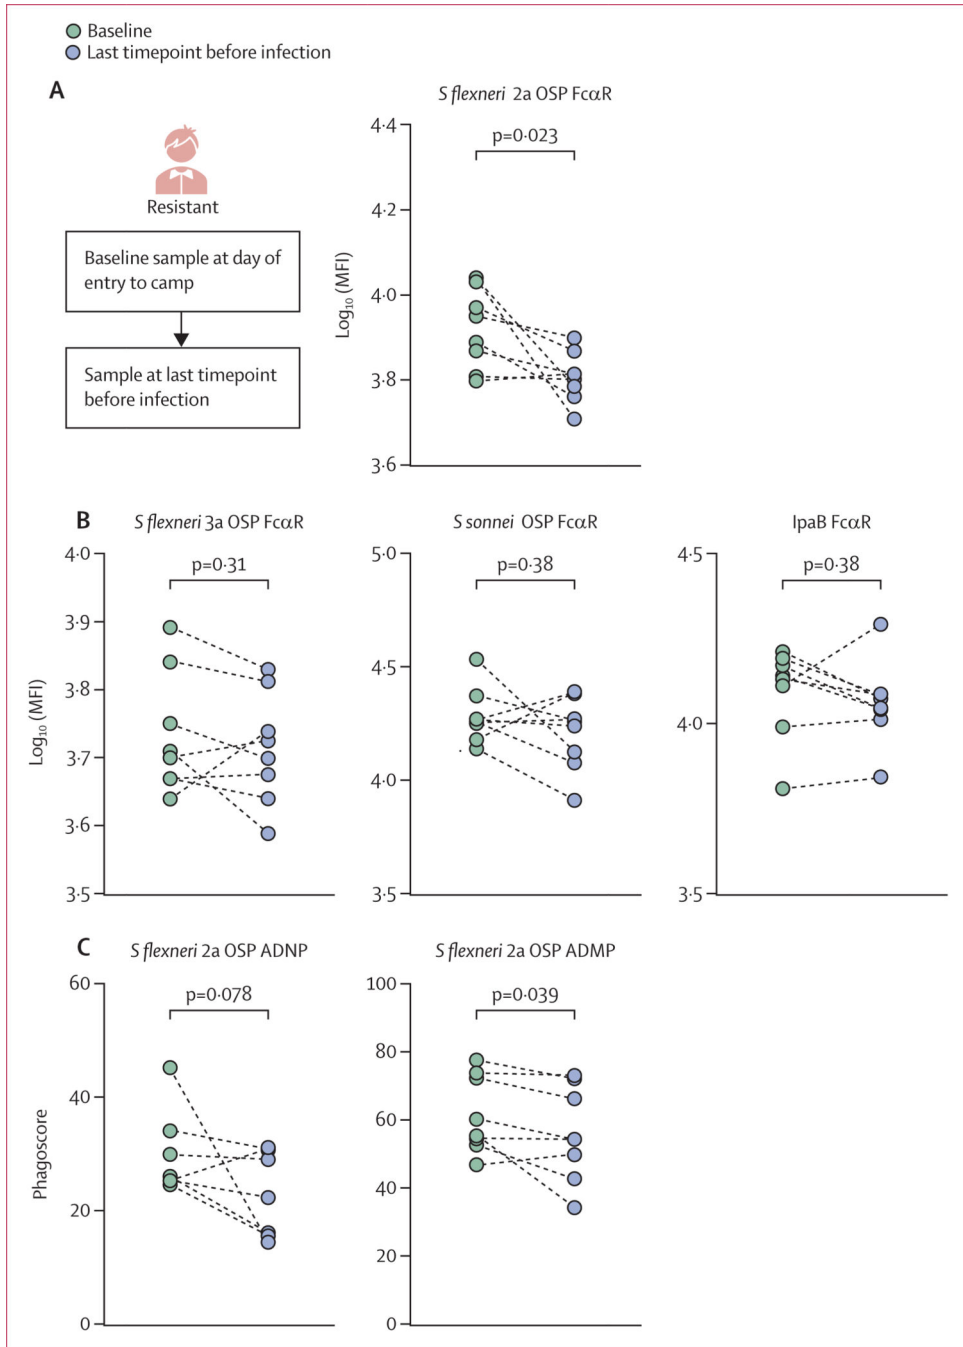 Baseline
Last timepoint before infection
A
S flexneri 2a OSP FcαR
Resistant
Baseline sample at day of
entry to camp
Sample at last timepoint
before infection
Log₁₀ (MFI)
4·4
4·2
4·0
3·8
3·6
p=0·023
B
S flexneri 3a OSP FcαR
Log₁₀ (MFI)
4·0
3·9
3·8
3·7
3·6
3·5
p=0·31
S sonnei OSP FcαR
5·0
4·5
4·0
3·5
p=0·38
IpaB FcαR
4·5
4·0
3·5
p=0·38
C
S flexneri 2a OSP ADNP
Phagoscore
60
40
20
0
p=0·078
S flexneri 2a OSP ADMP
100
80
60
40
20
0
p=0·039